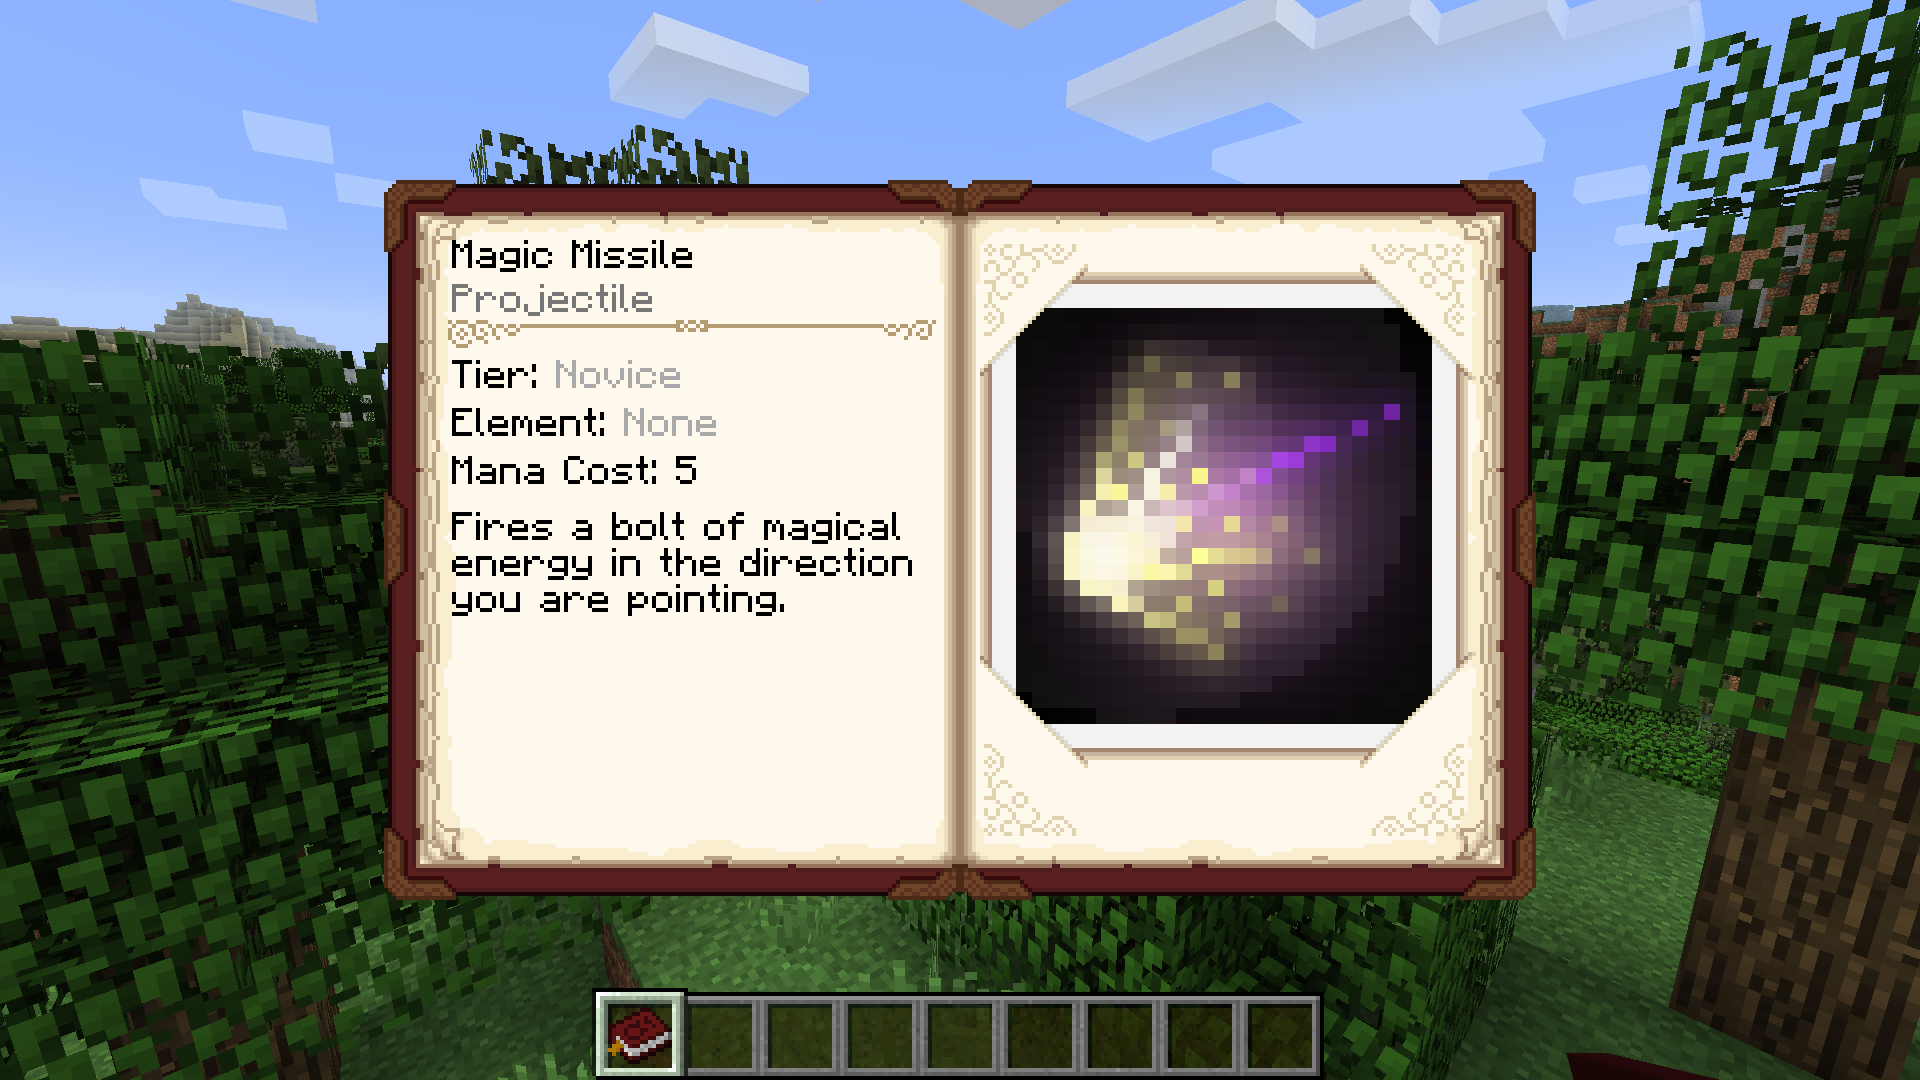 Magic Missile
Projectile
Tier: Novice
Element: None
Mana Cost: 5
Fires a bolt of magical
energy in the direction
you are pointing.